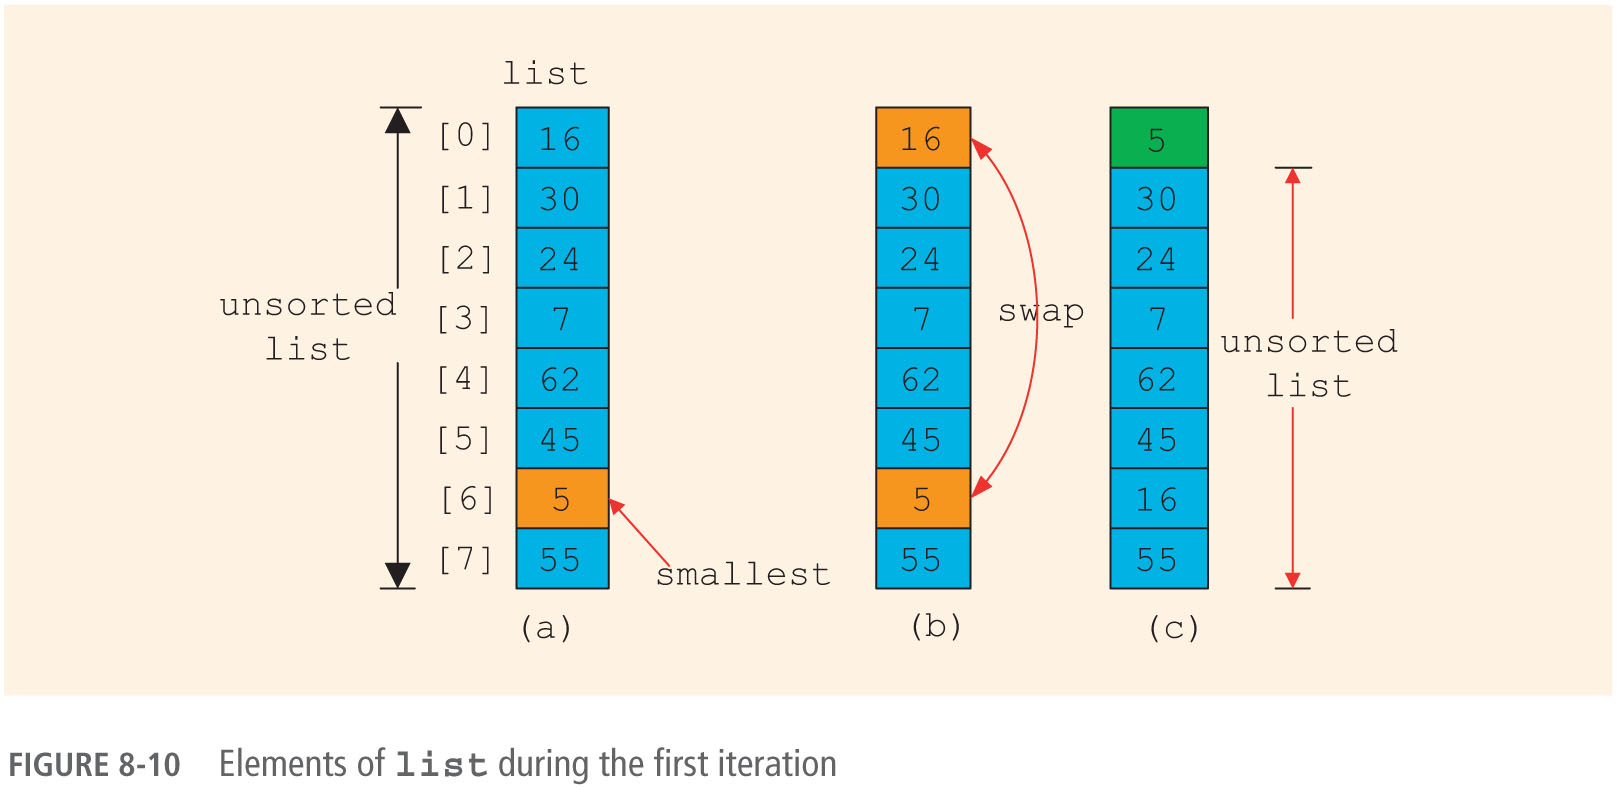 list
[0] 16 16 5
[1] 30 30 30
[2] 24 24 24
unsorted
list
[3] 7 7 7
swap
unsorted
list
[4] 62 62 62
[5] 45 45 45
[6] 5 5 16
[7] 55 55 55
smallest
(a) (b) (c)
FIGURE 8-10 Elements of list during the first iteration